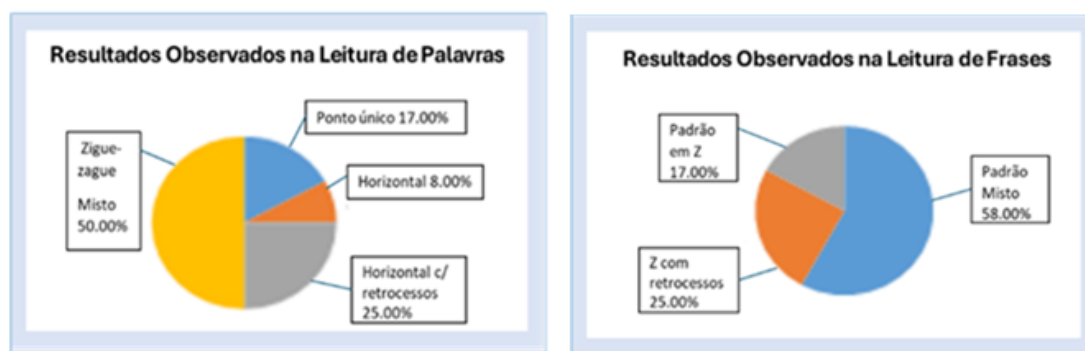 Resultados Observados na Leitura de Palavras
Ponto único 17.00%
Zigue-
zague
Misto
50.00%
Horizontal 8.00%
Horizontal c/
retrocessos
25.00%
Resultados Observados na Leitura de Frases
Padrão
em Z
17.00%
Padrão
Misto
58.00%
Z com
retrocessos
25.00%